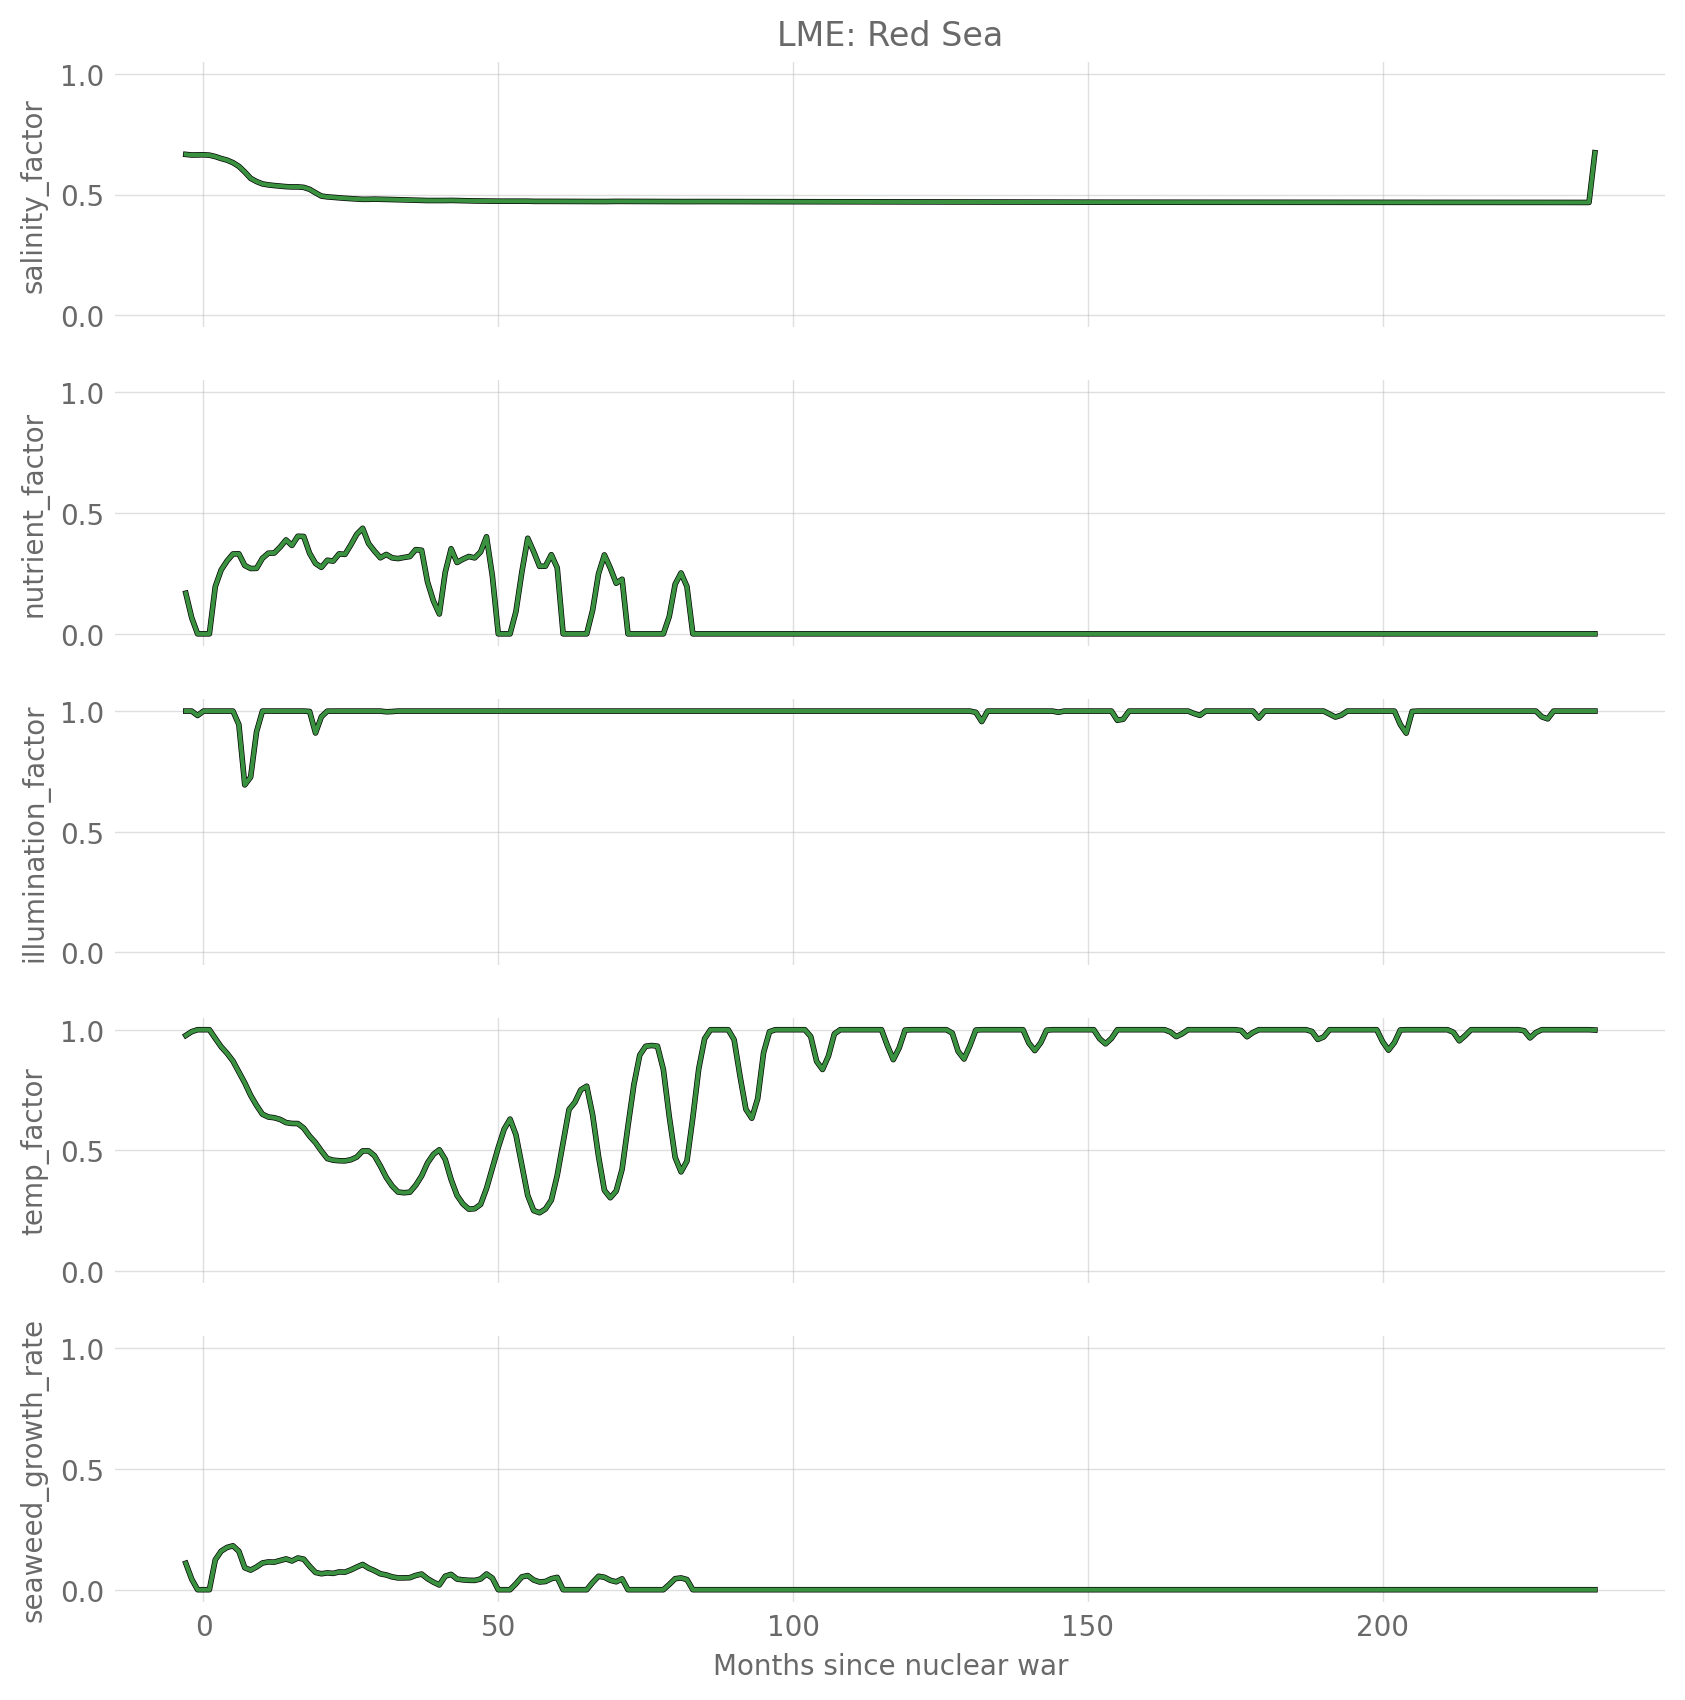 LME: Red Sea
salinity_factor
1.0
0.5
0.0
nutrient_factor
1.0
0.5
0.0
illumination_factor
1.0
0.5
0.0
temp_factor
1.0
0.5
0.0
seaweed_growth_rate
1.0
0.5
0.0
0 50 100 150 200
Months since nuclear war